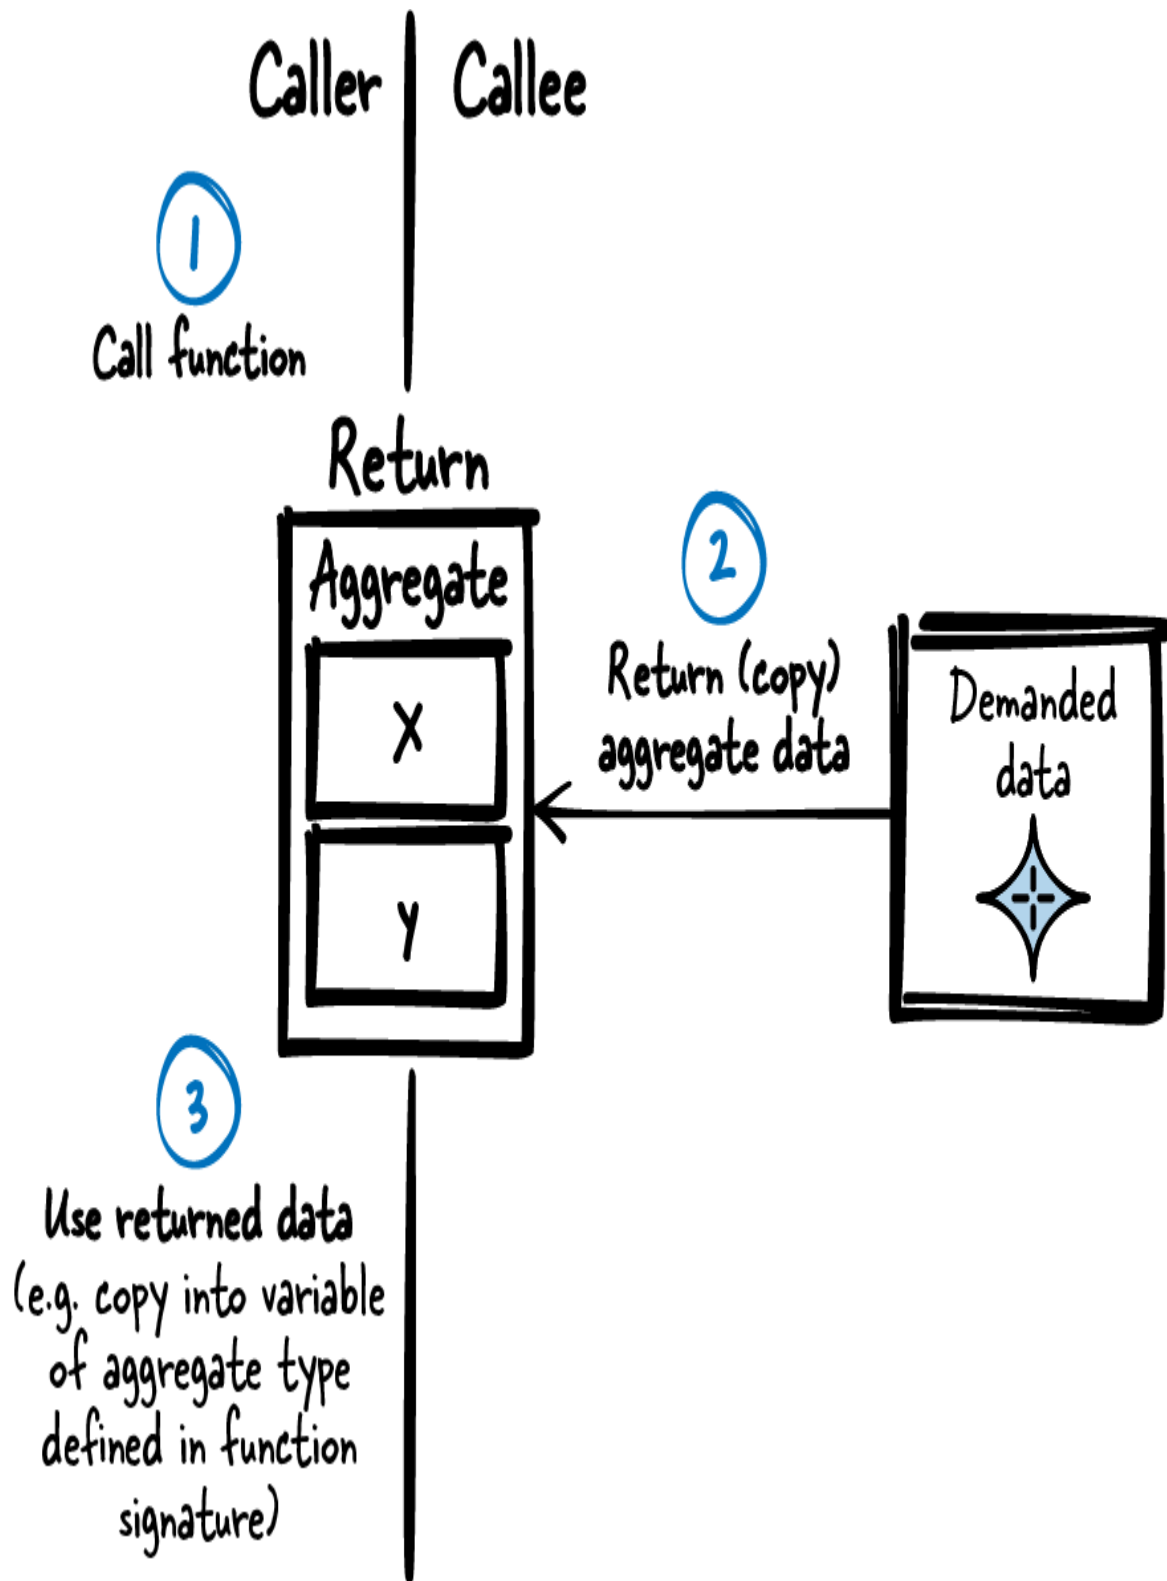 Caller
Callee
1
Call function
Return
Aggregate
X
y
2
Return (copy)
aggregate data
Demanded
data
3
Use returned data
(e.g. copy into variable
of aggregate type
defined in function
signature)